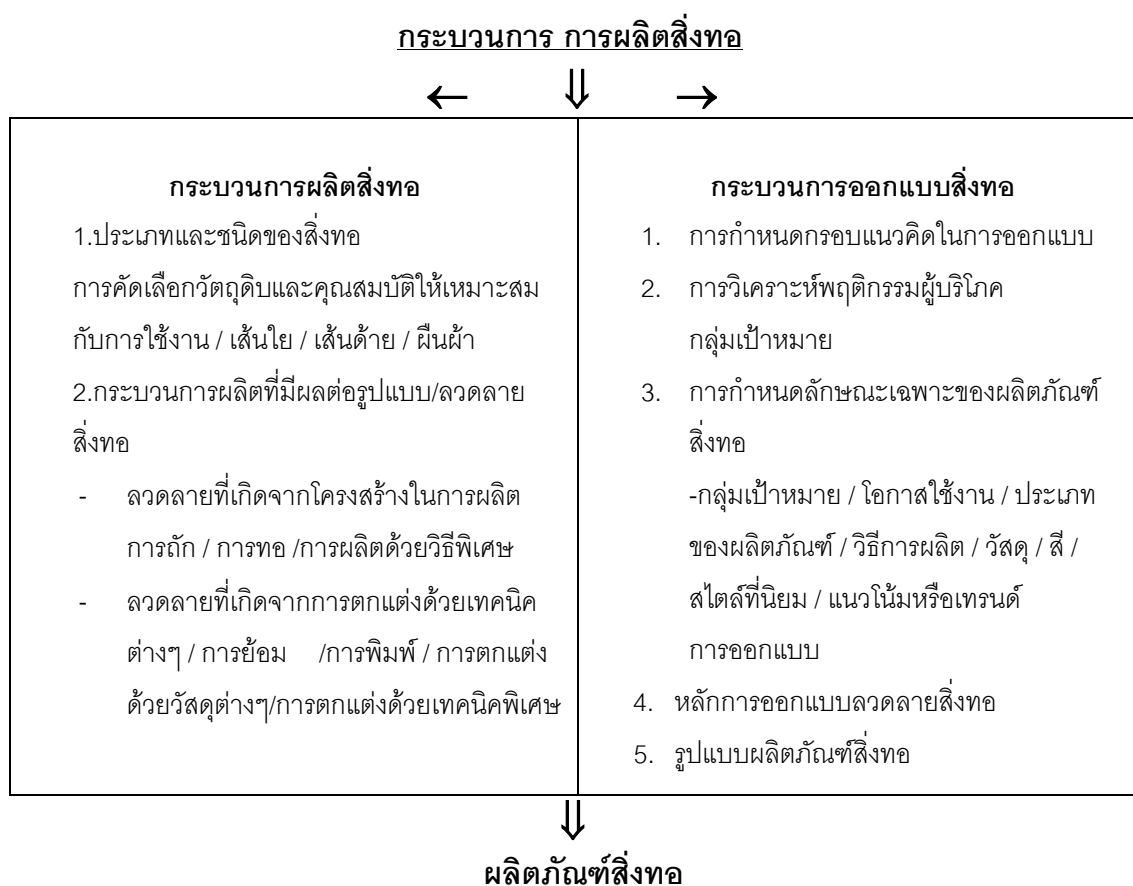 กระบวนการ การผลิตสิ่งทอ
← ⇓ →
กระบวนการผลิตสิ่งทอ
1.ประเภทและชนิดของสิ่งทอ
การคัดเลือกวัตถุดิบและคุณสมบัติให้เหมาะสม
กับการใช้งาน / เส้นใย / เส้นด้าย / ผืนผ้า
2.กระบวนการผลิตที่มีผลต่อรูปแบบ/ลวดลาย
สิ่งทอ
- ลวดลายที่เกิดจากโครงสร้างในการผลิต
การถัก / การทอ /การผลิตด้วยวิธีพิเศษ
- ลวดลายที่เกิดจากการตกแต่งด้วยเทคนิค
ต่างๆ / การย้อม /การพิมพ์ / การตกแต่ง
ด้วยวัสดุต่างๆ/การตกแต่งด้วยเทคนิคพิเศษ
กระบวนการออกแบบสิ่งทอ
1. การกำหนดกรอบแนวคิดในการออกแบบ
2. การวิเคราะห์พฤติกรรมผู้บริโภค
กลุ่มเป้าหมาย
3. การกำหนดลักษณะเฉพาะของผลิตภัณฑ์
สิ่งทอ
-กลุ่มเป้าหมาย / โอกาสใช้งาน / ประเภท
ของผลิตภัณฑ์ / วิธีการผลิต / วัสดุ / สี /
สไตล์ที่นิยม / แนวโน้มหรือเทรนด์
การออกแบบ
4. หลักการออกแบบลวดลายสิ่งทอ
5. รูปแบบผลิตภัณฑ์สิ่งทอ
⇓
ผลิตภัณฑ์สิ่งทอ